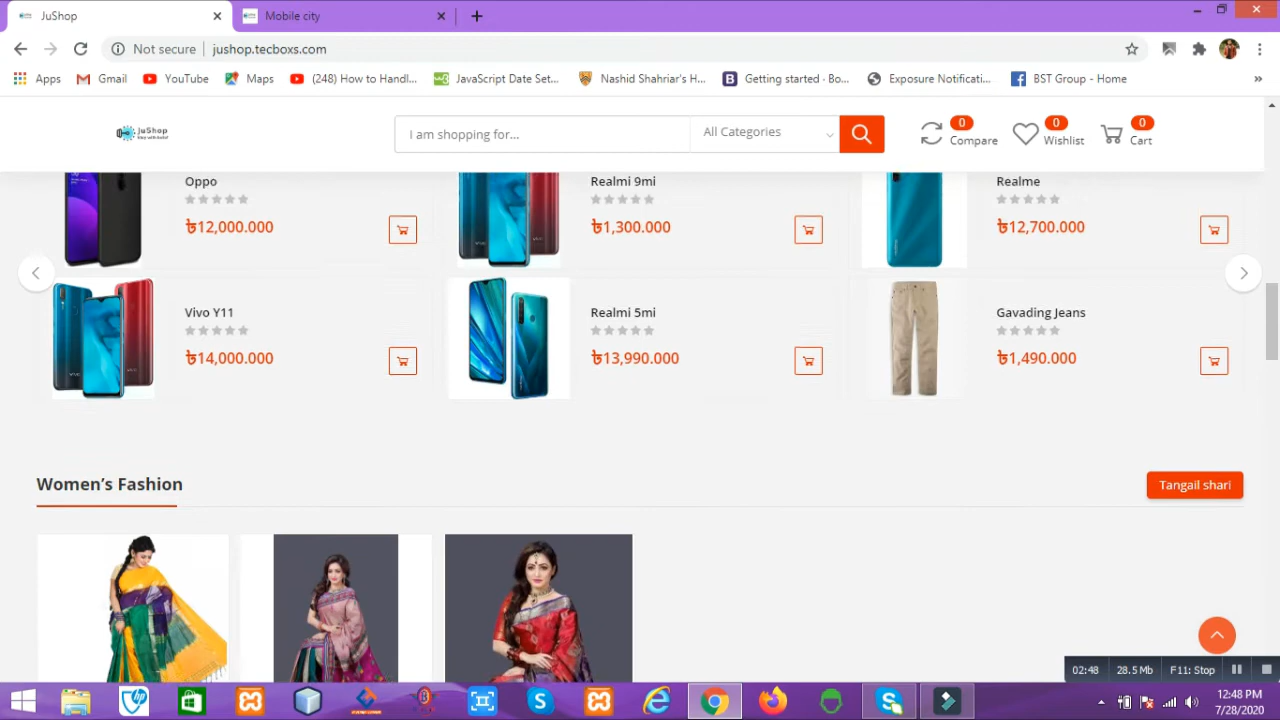 JuShop
Mobile city
Not secure
jushop.tecboxs.com
Apps
Gmail
YouTube
Maps
(248) How to Handl...
JavaScript Date Set...
Nashid Shahriar's H...
Getting started · Bo...
Exposure Notificati...
BST Group - Home
JuShop
I am shopping for...
All Categories
0
Compare
0
Wishlist
0
Cart
Oppo
৳12,000.000
Realmi 9mi
৳1,300.000
Realme
৳12,700.000
Vivo Y11
৳14,000.000
Realmi 5mi
৳13,990.000
Gavading Jeans
৳1,490.000
Women's Fashion
Tangail shari
02:48
28.5 Mb
F11: Stop
12:48 PM
7/28/2020